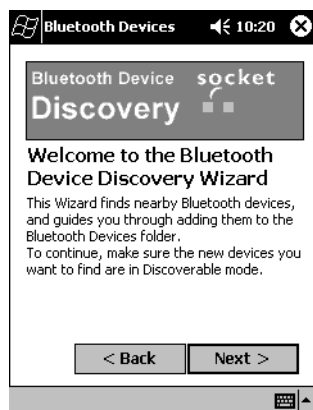 Bluetooth Devices 10:20
Bluetooth Device socket
Discovery
Welcome to the Bluetooth
Device Discovery Wizard
This Wizard finds nearby Bluetooth devices,
and guides you through adding them to the
Bluetooth Devices folder.
To continue, make sure the new devices you
want to find are in Discoverable mode.
< Back Next >